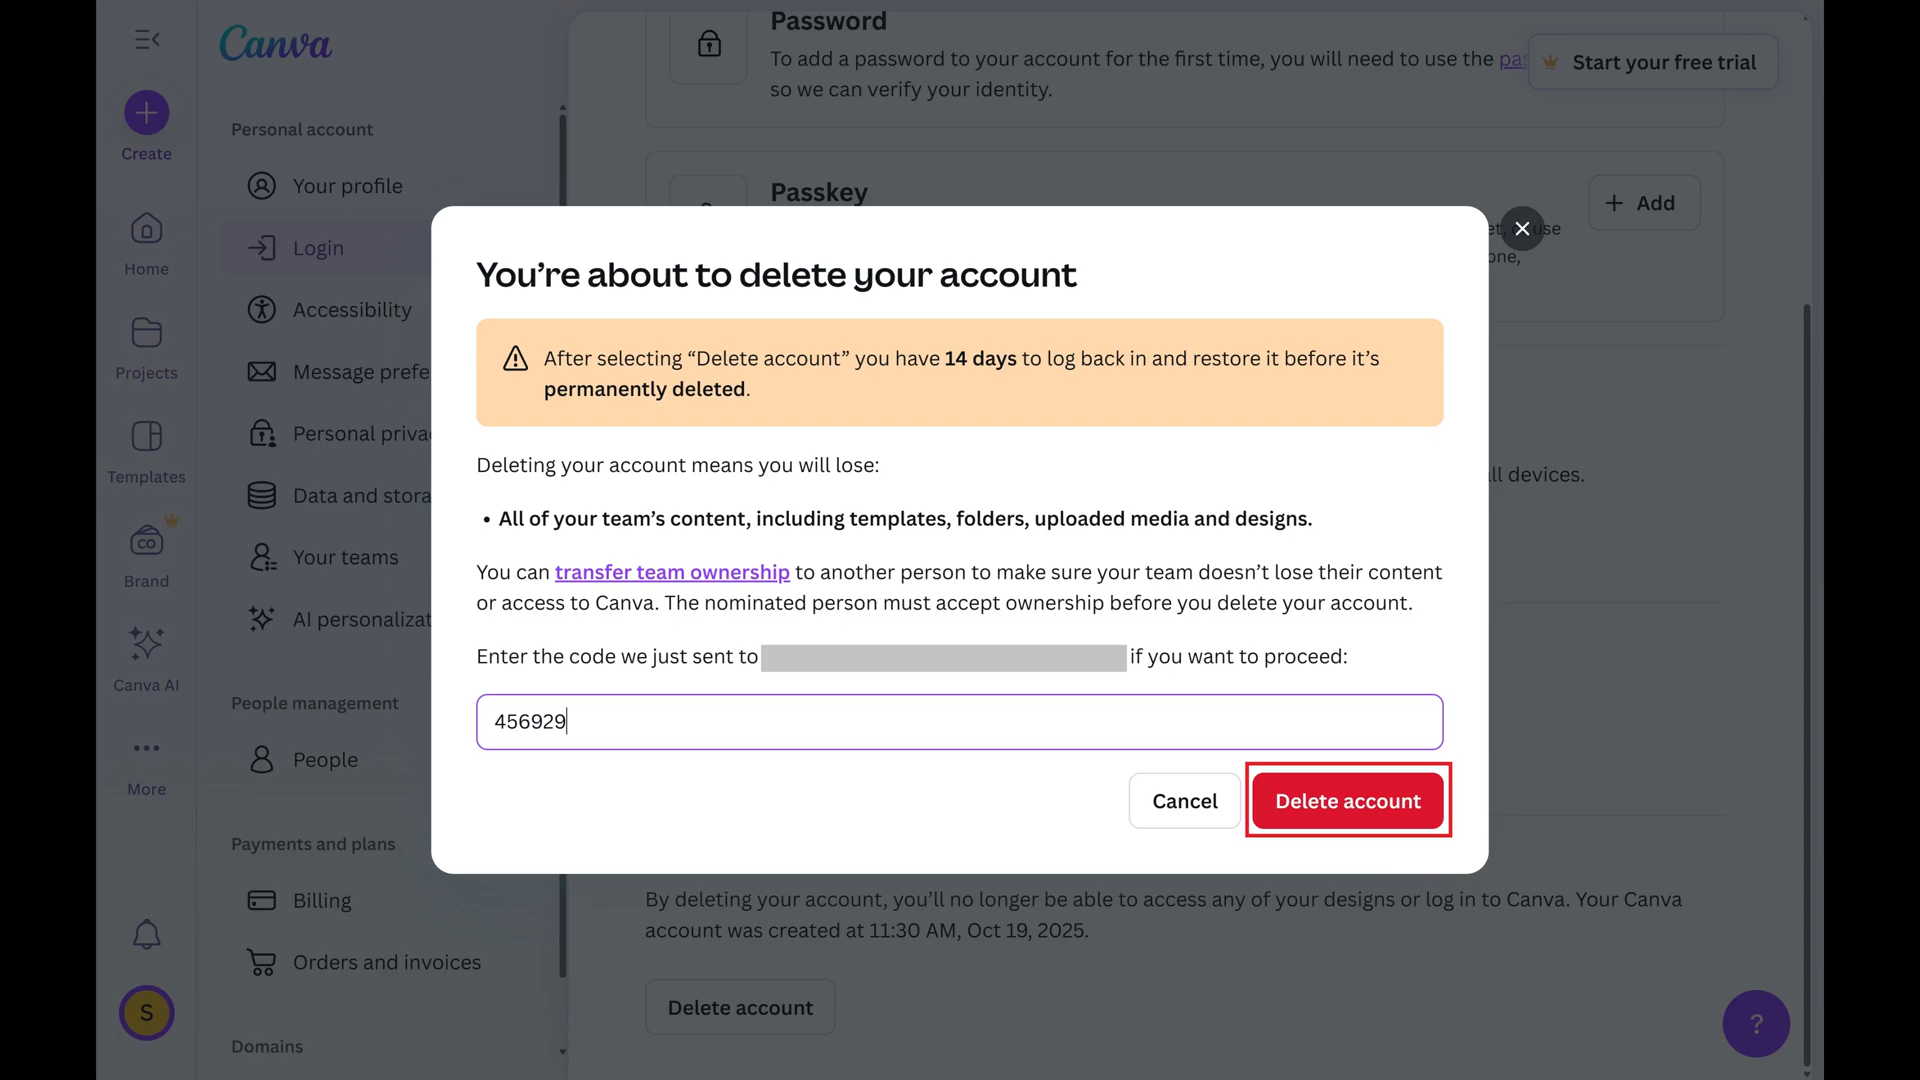 Canva
Create
Home
Projects
Templates
Brand
Canva AI
More
S
Personal account
Your profile
Login
Accessibility
Message prefe
Personal priva
Data and stora
Your teams
AI personalizat
People management
People
Payments and plans
Billing
Orders and invoices
Domains
Password
To add a password to your account for the first time, you will need to use the
so we can verify your identity.
Start your free trial
Passkey
Add
use
all devices.
You're about to delete your account
After selecting “Delete account” you have 14 days to log back in and restore it before it's
permanently deleted.
Deleting your account means you will lose:
• All of your team's content, including templates, folders, uploaded media and designs.
You can transfer team ownership to another person to make sure your team doesn't lose their content
or access to Canva. The nominated person must accept ownership before you delete your account.
Enter the code we just sent to if you want to proceed:
456929
Cancel
Delete account
By deleting your account, you'll no longer be able to access any of your designs or log in to Canva. Your Canva
account was created at 11:30 AM, Oct 19, 2025.
Delete account
?